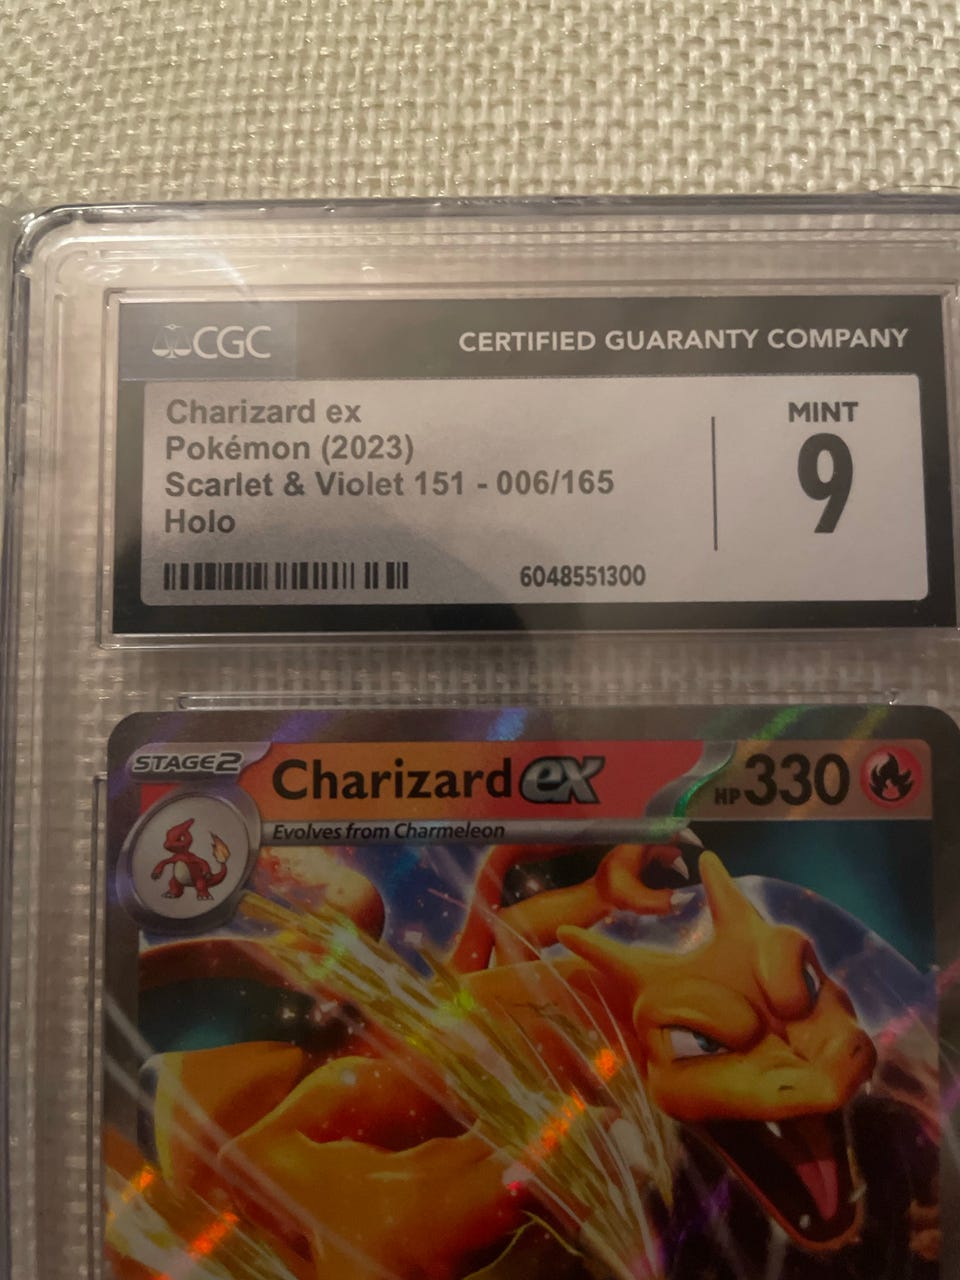 CGC
CERTIFIED GUARANTY COMPANY
Charizard ex
Pokémon (2023)
Scarlet & Violet 151 - 006/165
Holo
MINT
9
6048551300
STAGE2
Charizard ex
HP 330
Evolves from Charmeleon